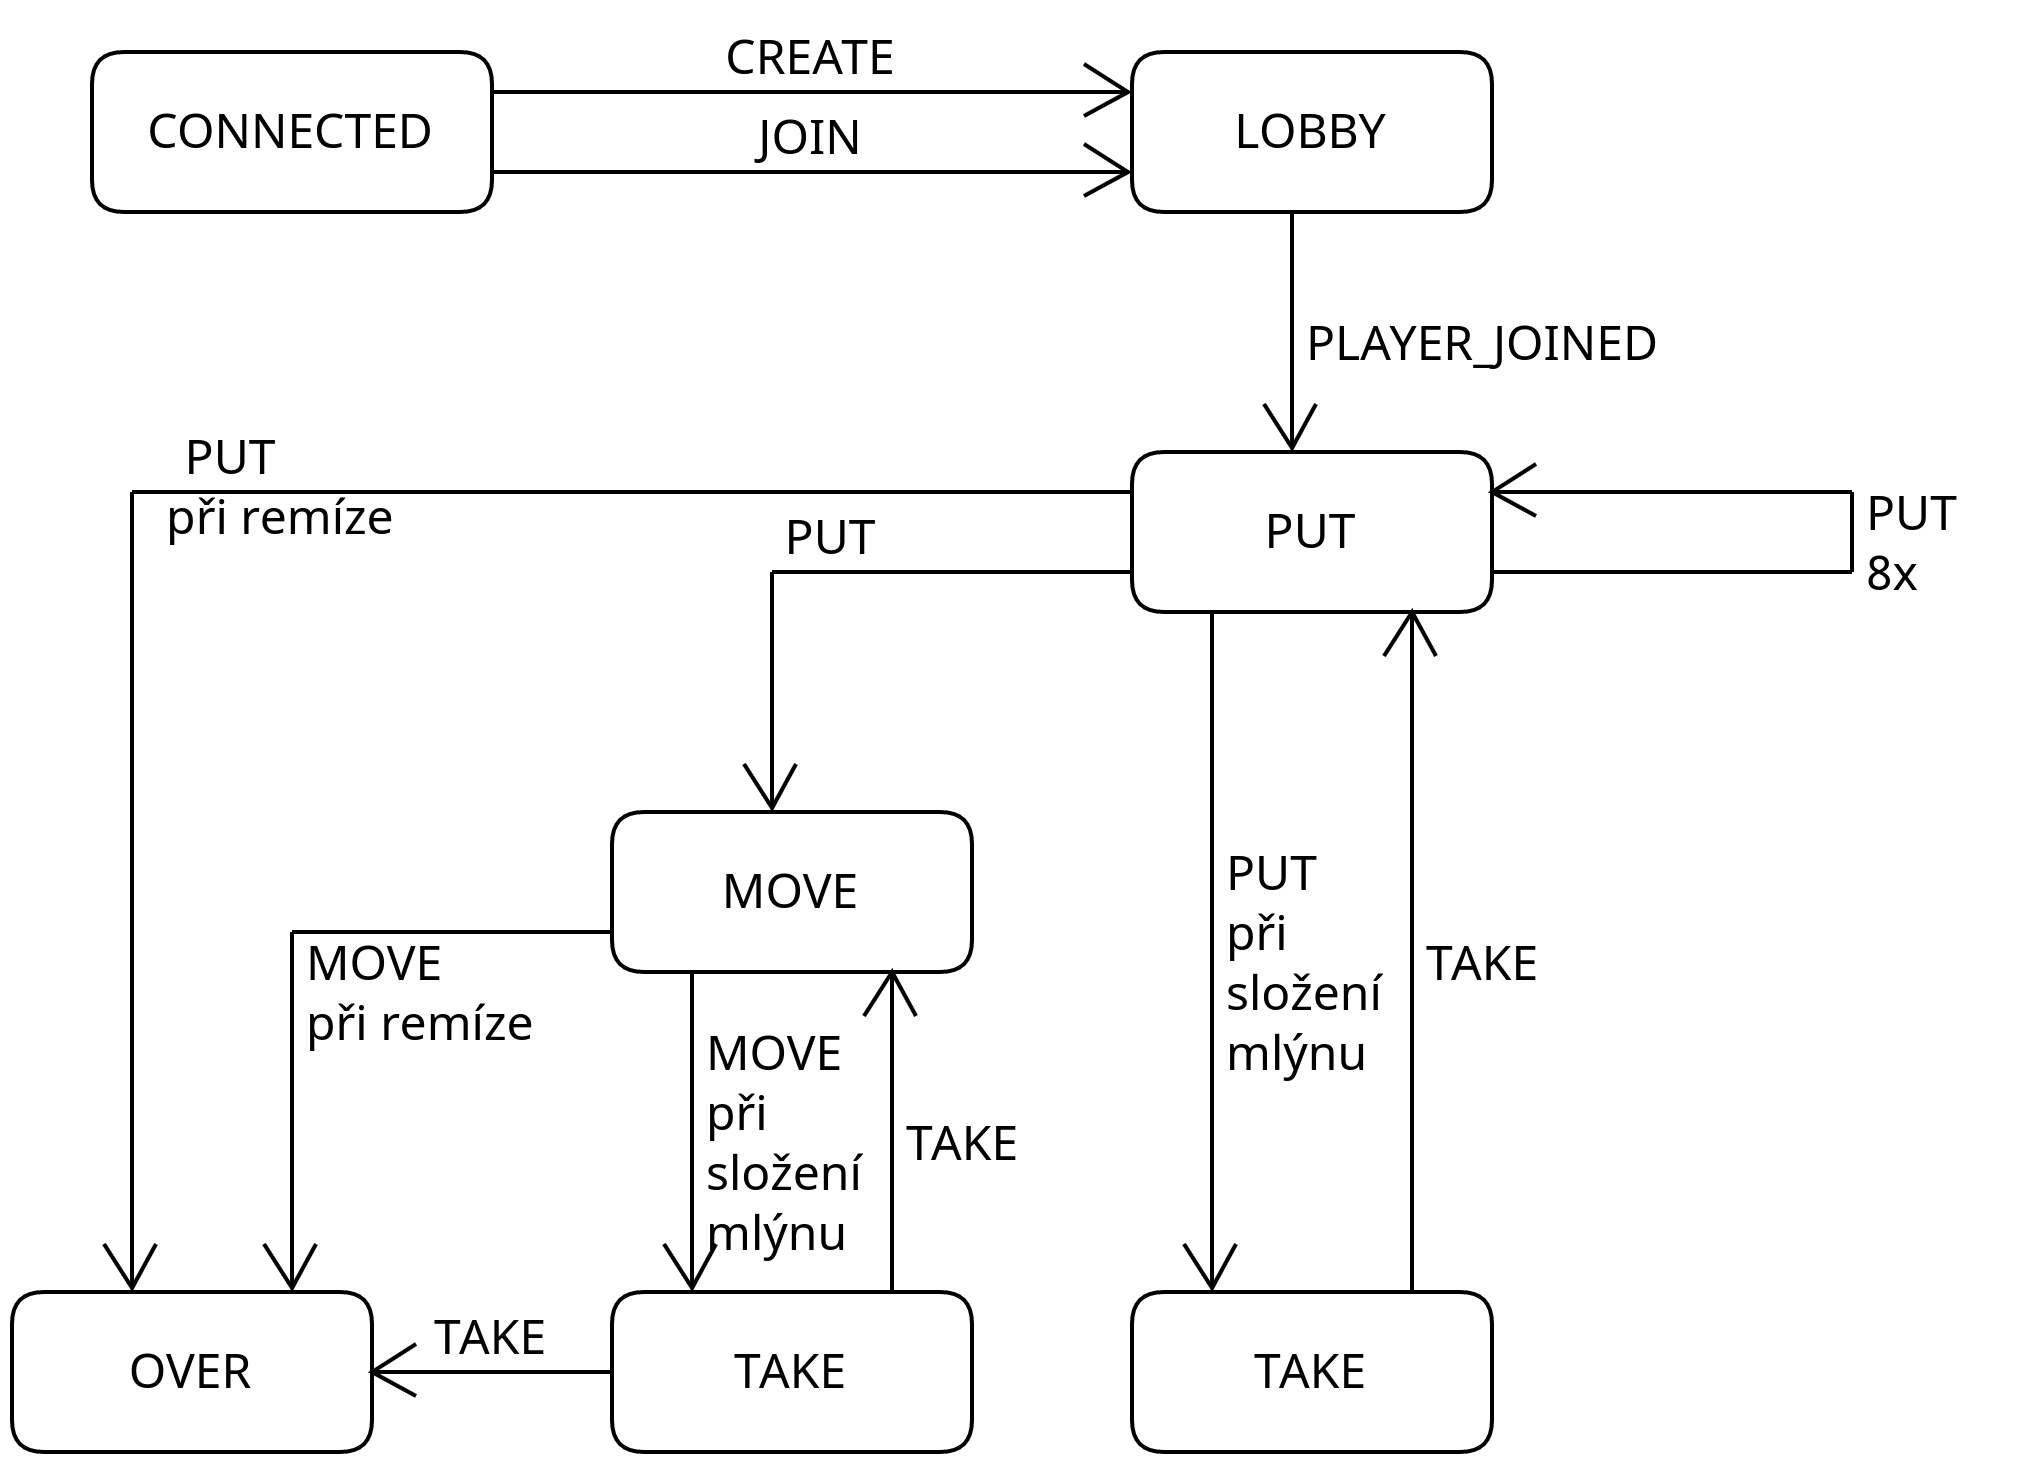 CREATE
CONNECTED
JOIN
LOBBY
PLAYER_JOINED
PUT
při remíze
PUT
PUT
PUT
8x
MOVE
MOVE
při remíze
MOVE
při
složení
mlýnu
TAKE
PUT
při
složení
mlýnu
TAKE
OVER
TAKE
TAKE
TAKE